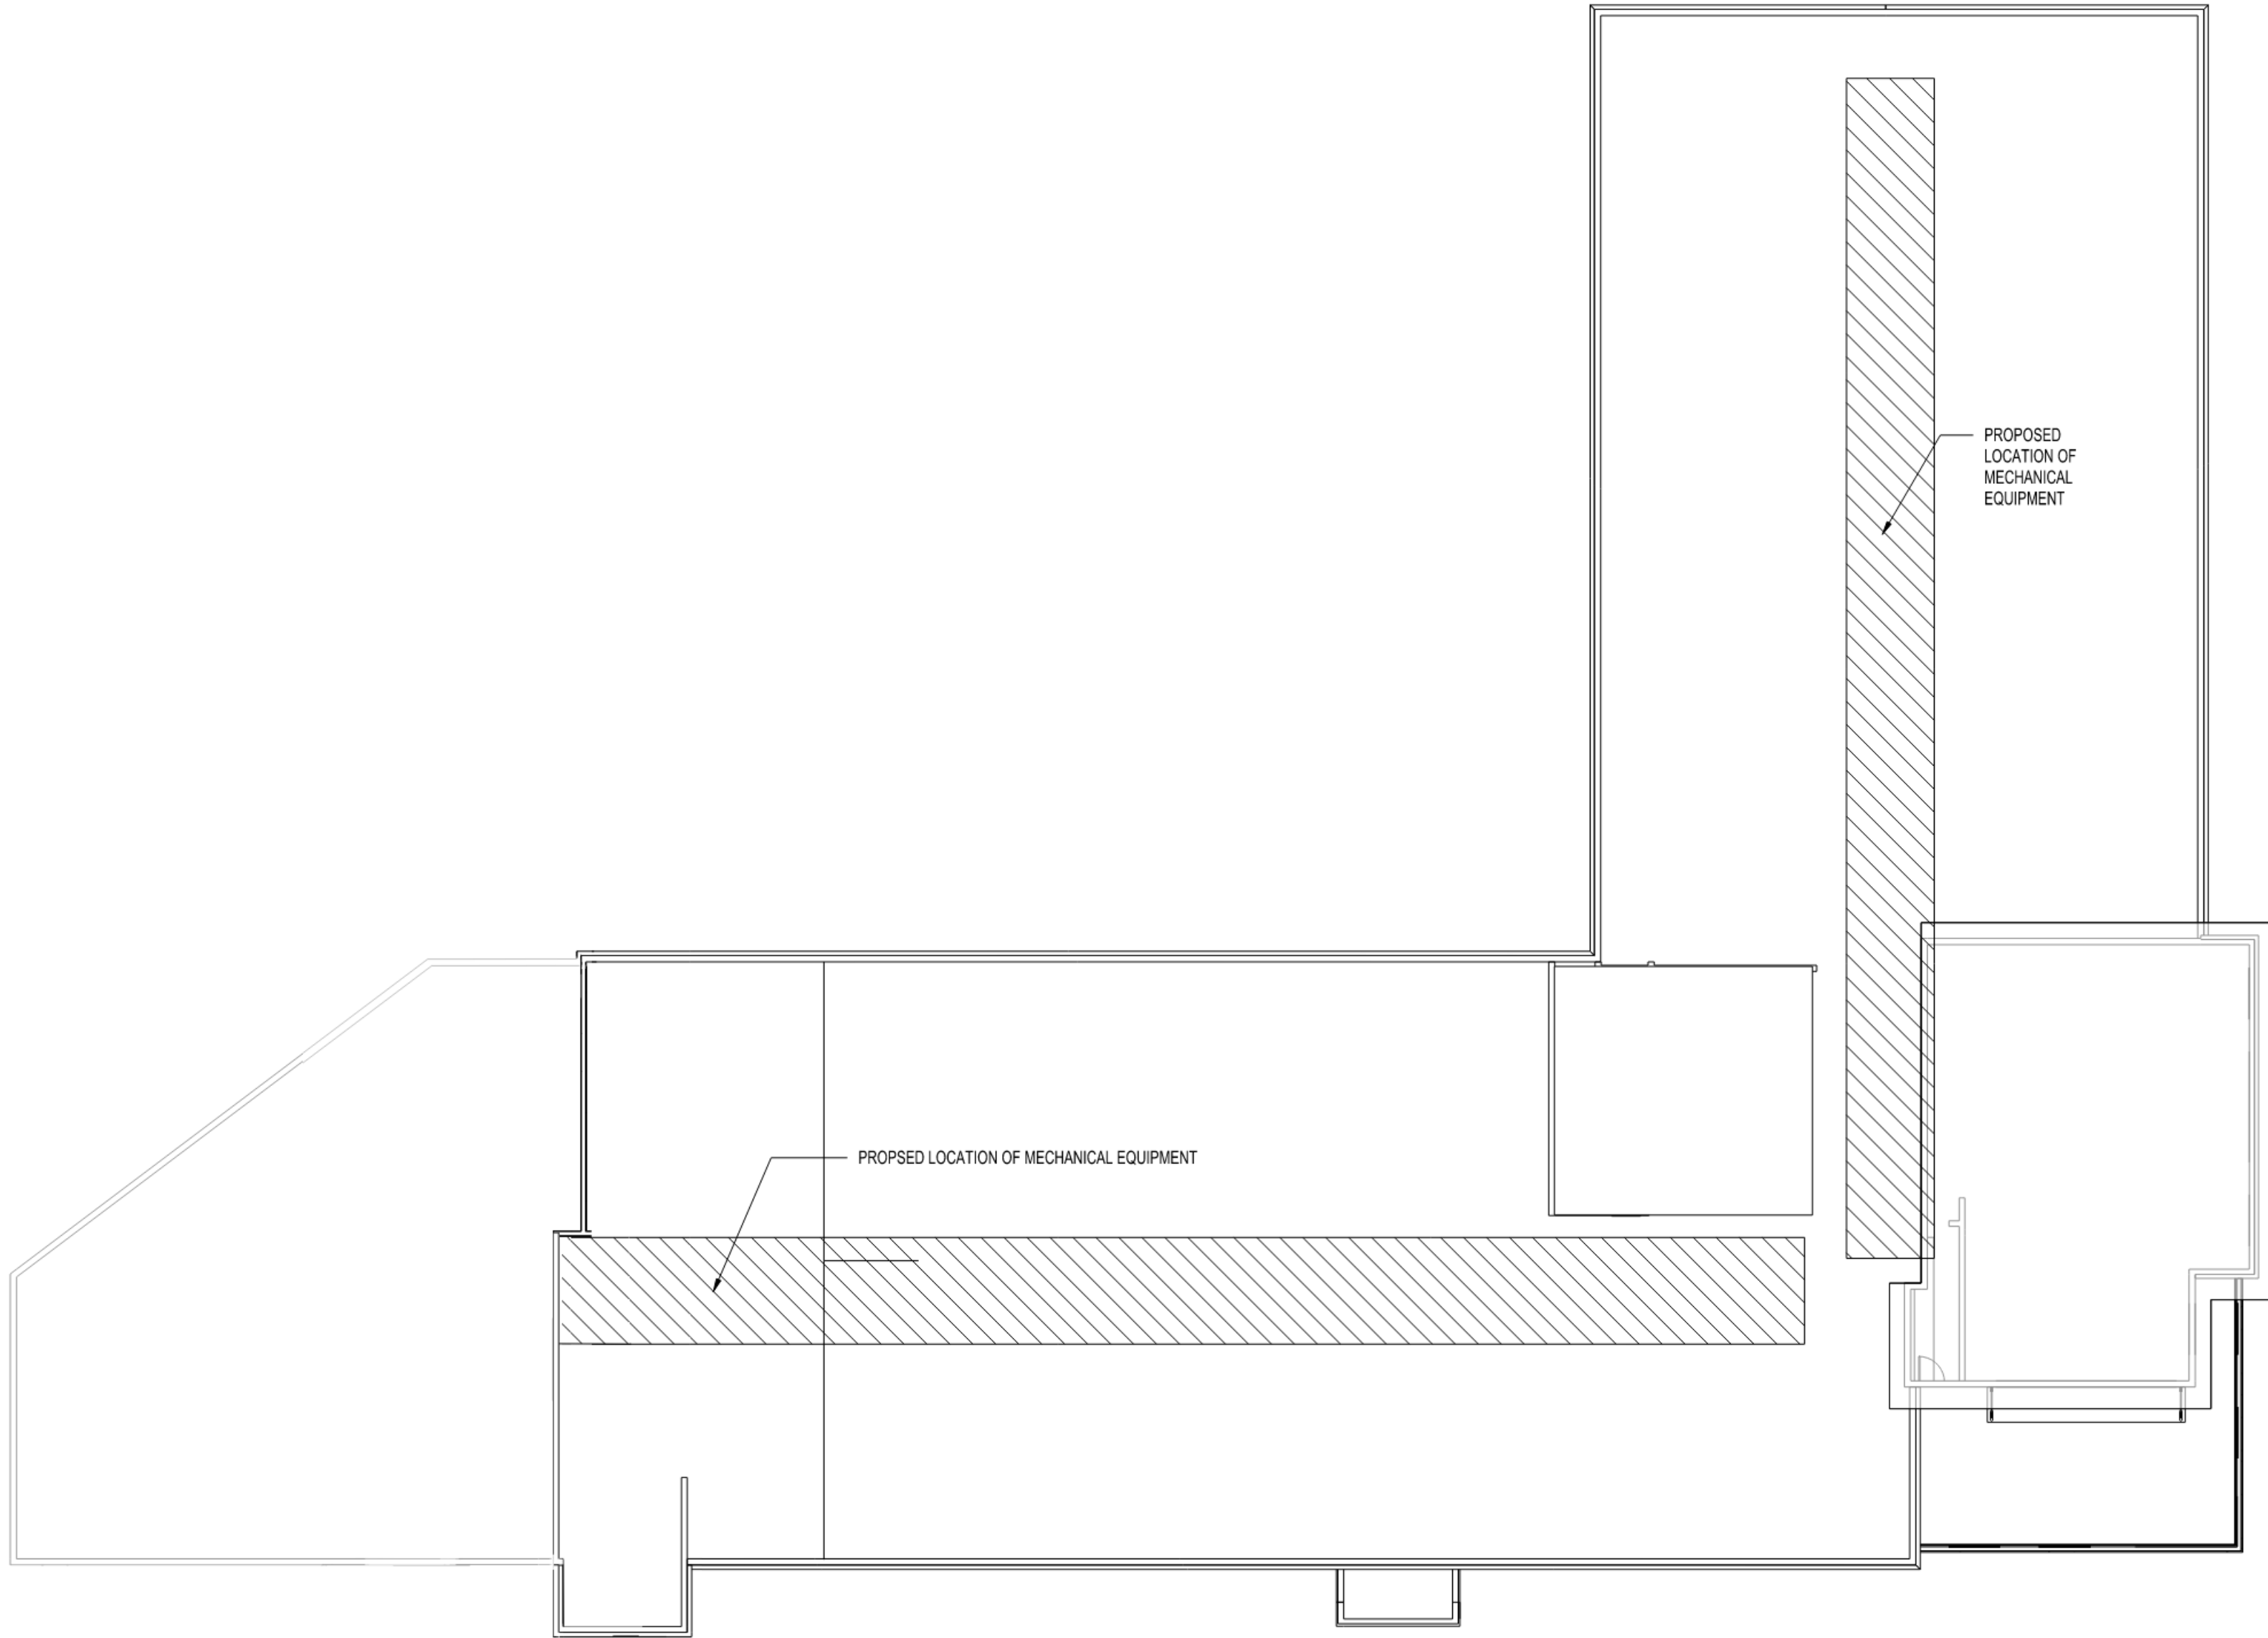 PROPOSED
LOCATION OF
MECHANICAL
EQUIPMENT
PROPSED LOCATION OF MECHANICAL EQUIPMENT